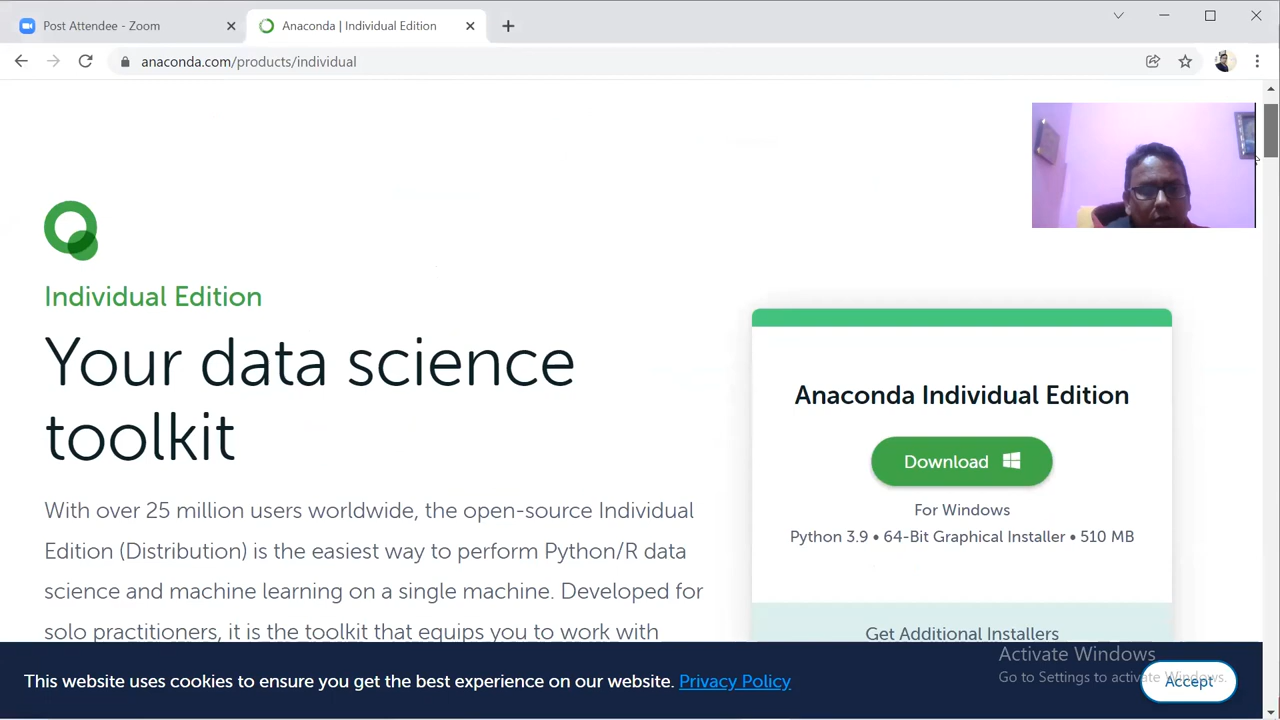 Post Attendee - Zoom
Anaconda | Individual Edition
anaconda.com/products/individual
Individual Edition
Your data science
toolkit
With over 25 million users worldwide, the open-source Individual
Edition (Distribution) is the easiest way to perform Python/R data
science and machine learning on a single machine. Developed for
solo practitioners, it is the toolkit that equips you to work with
Anaconda Individual Edition
Download
For Windows
Python 3.9 • 64-Bit Graphical Installer • 510 MB
Get Additional Installers
Activate Windows
Go to Settings to activate Windows.
This website uses cookies to ensure you get the best experience on our website. Privacy Policy
Accept